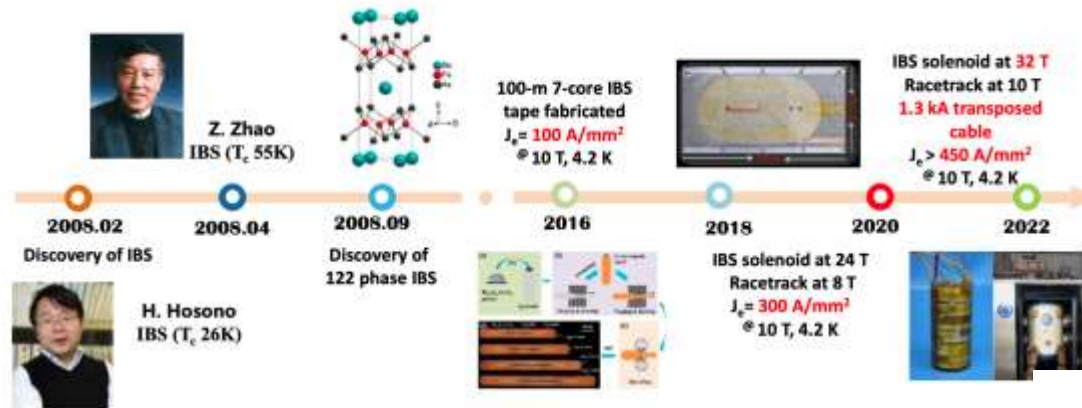 Z. Zhao
IBS (Tc 55K)
100-m 7-core IBS
tape fabricated
Je= 100 A/mm²
@ 10 T, 4.2 K
IBS solenoid at 32 T
Racetrack at 10 T
1.3 kA transposed
cable
Je > 450 A/mm²
@ 10 T, 4.2 K
2008.02
2008.04
2008.09
2016
2018
2020
2022
Discovery of IBS
Discovery of
122 phase IBS
IBS solenoid at 24 T
Racetrack at 8 T
Je= 300 A/mm²
@ 10 T, 4.2 K
H. Hosono
IBS (Tc 26K)